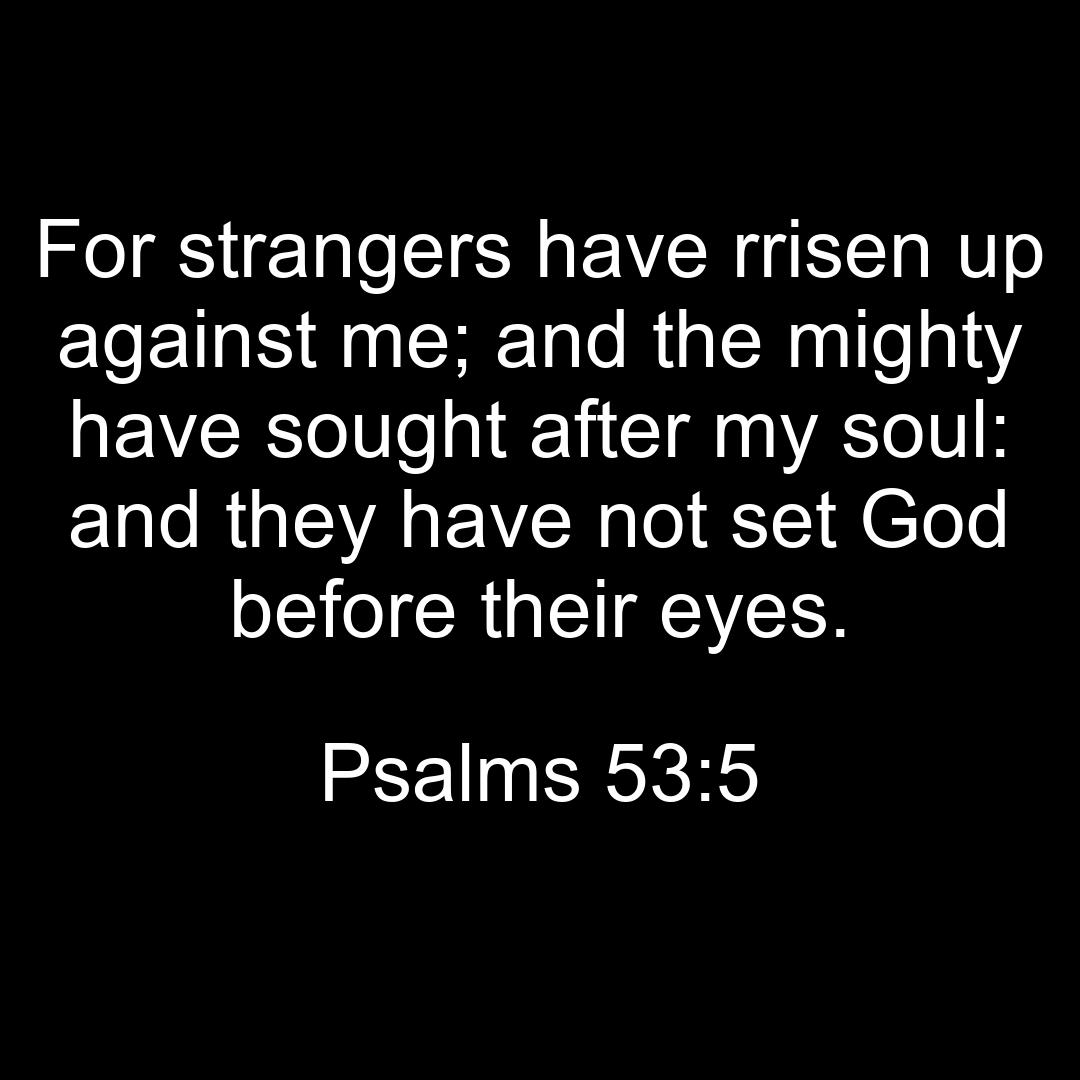 For strangers have rrisen up
against me; and the mighty
have sought after my soul:
and they have not set God
before their eyes.
Psalms 53:5